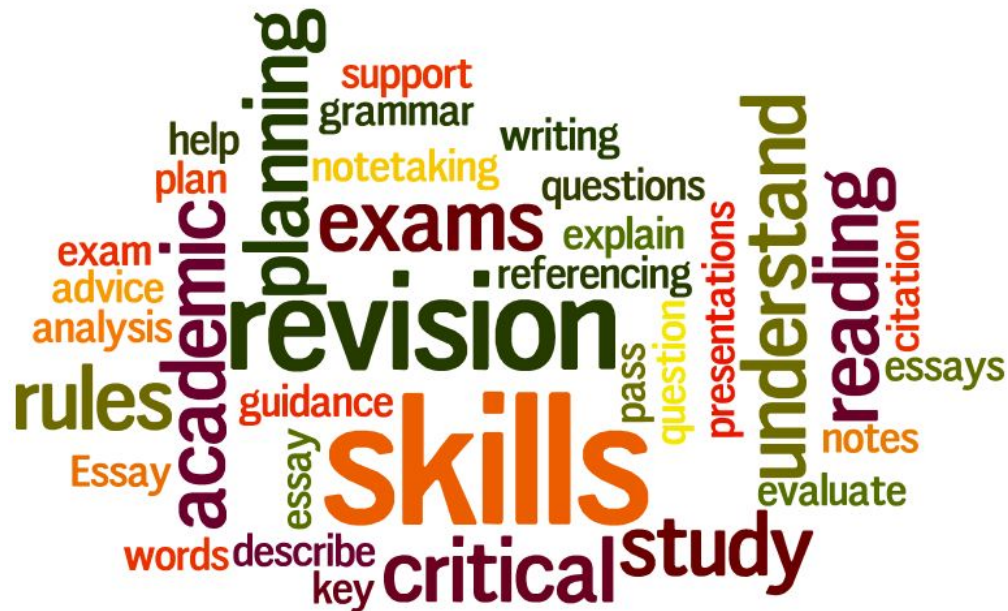 support
planning
grammar
help
writing
notetaking
plan
questions
understand
reading
exams
explain
academic
presentations
citation
exam
referencing
advice
revision
analysis
question
pass
essays
rules
guidance
skills
notes
Essay
essay
evaluate
study
words
describe
critical
key